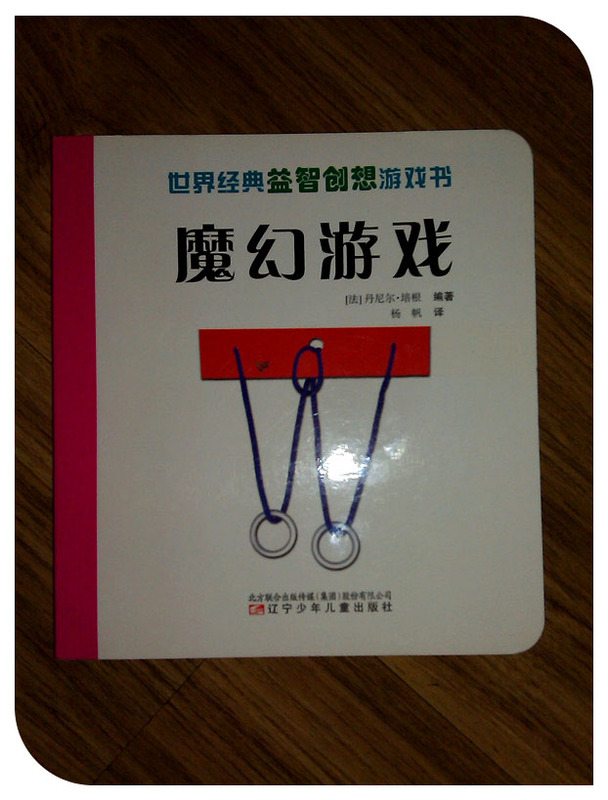 世界经典益智创想游戏书
魔幻游戏
[法]丹尼尔·培根 编著
杨 帆 译
北方联合出版传媒(集团)股份有限公司
辽宁少年儿童出版社